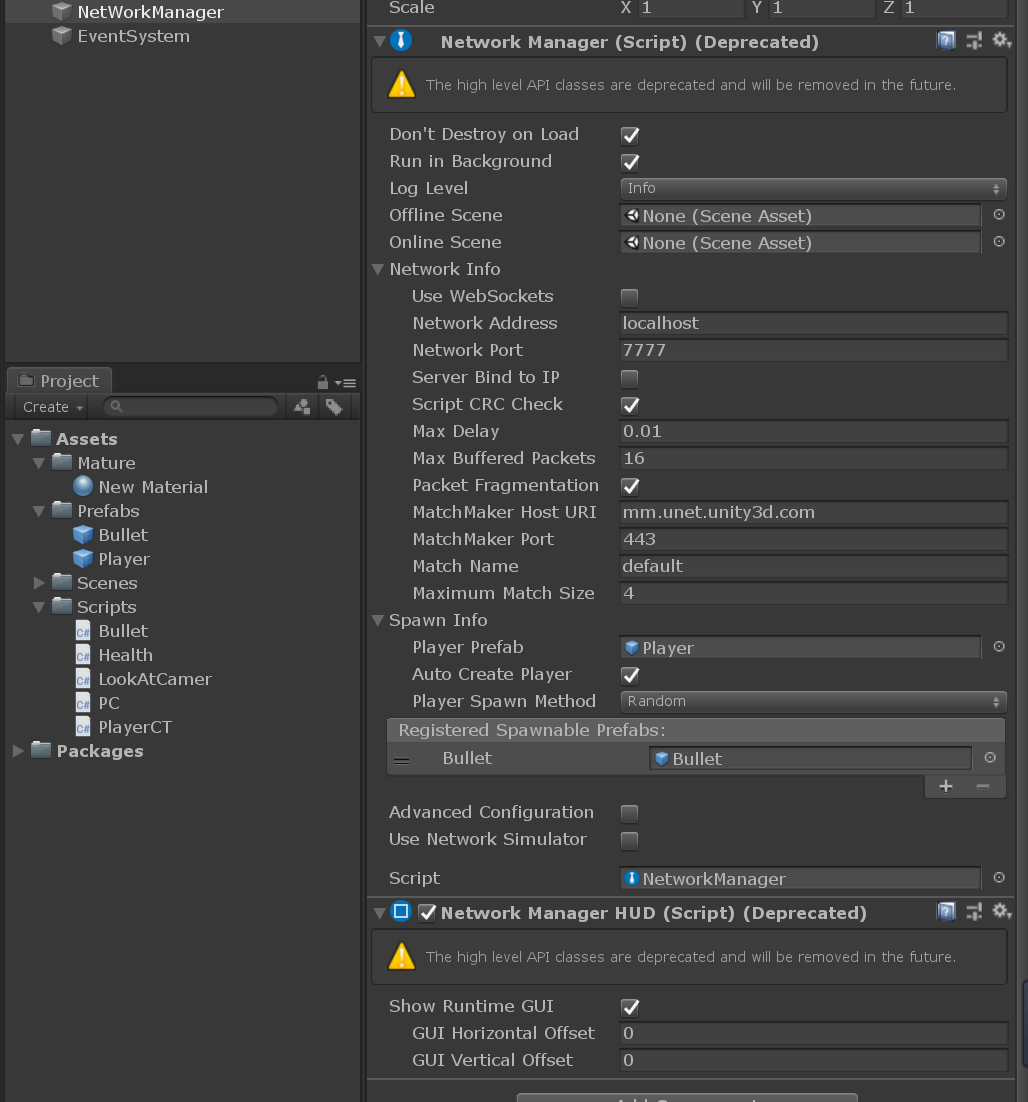 NetWorkManager
EventSystem
Project
Create
Assets
Mature
New Material
Prefabs
Bullet
Player
Scenes
Scripts
Bullet
Health
LookAtCamer
PC
PlayerCT
Packages
Scale X 1 Y 1 Z 1
Network Manager (Script) (Deprecated)
The high level API classes are deprecated and will be removed in the future.
Don't Destroy on Load
Run in Background
Log Level Info
Offline Scene None (Scene Asset)
Online Scene None (Scene Asset)
Network Info
Use WebSockets
Network Address localhost
Network Port 7777
Server Bind to IP
Script CRC Check
Max Delay 0.01
Max Buffered Packets 16
Packet Fragmentation
MatchMaker Host URI mm.unet.unity3d.com
MatchMaker Port 443
Match Name default
Maximum Match Size 4
Spawn Info
Player Prefab Player
Auto Create Player
Player Spawn Method Random
Registered Spawnable Prefabs:
Bullet Bullet
Advanced Configuration
Use Network Simulator
Script NetworkManager
Network Manager HUD (Script) (Deprecated)
The high level API classes are deprecated and will be removed in the future.
Show Runtime GUI
GUI Horizontal Offset 0
GUI Vertical Offset 0